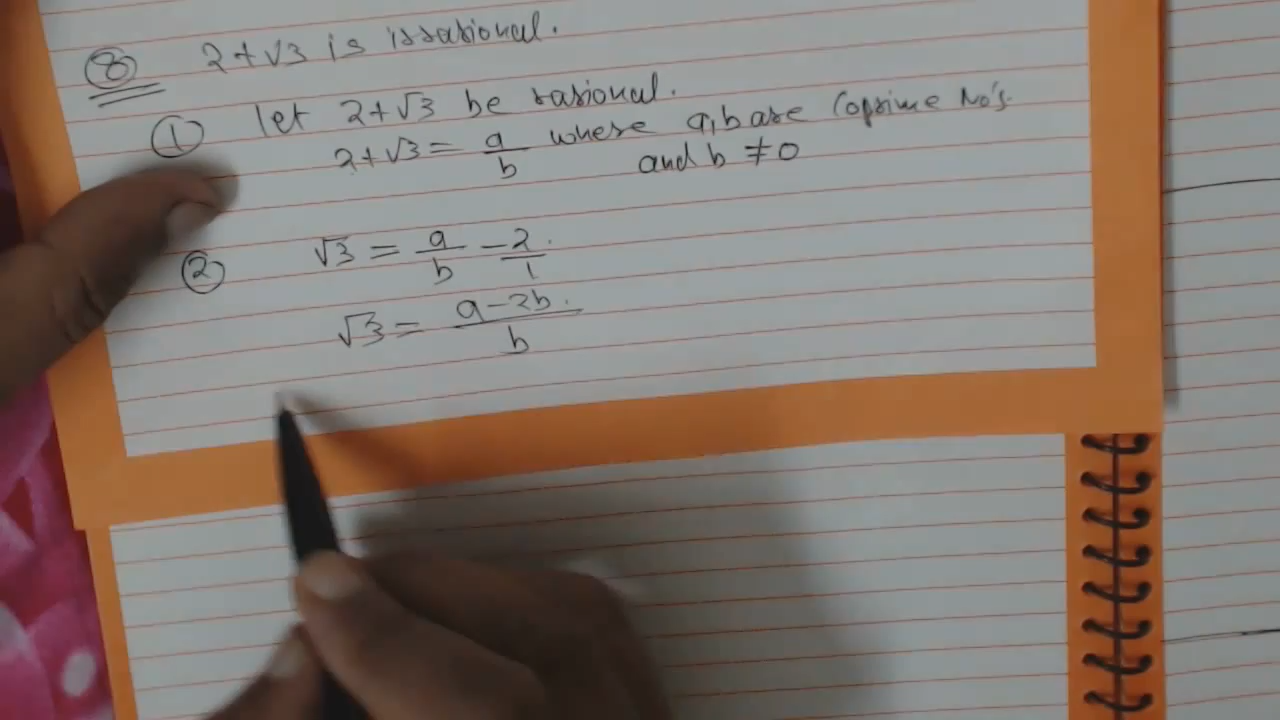 ⑧ 2+√3 is irrational.
① let 2+√3 be rational.
2+√3 = a/b where a,b are Coprime No's.
and b ≠ 0
② √3 = a/b - 2/1.
√3 = a-2b./b